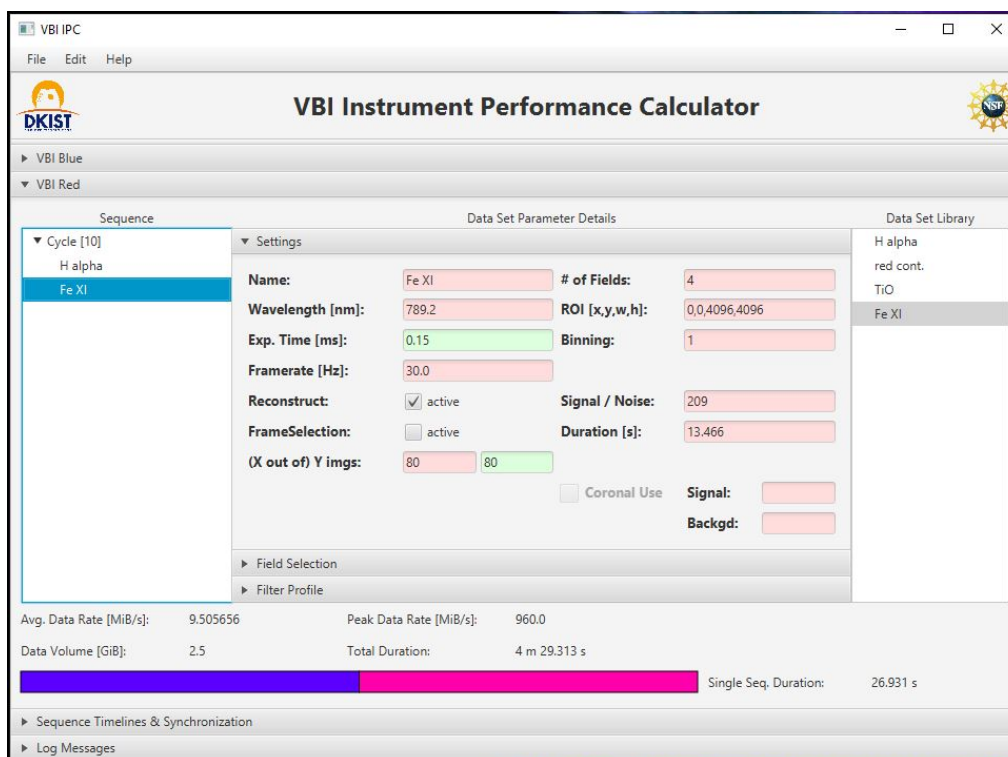 VBI IPC
File Edit Help
DKIST
VBI Instrument Performance Calculator
NSF
VBI Blue
VBI Red
Sequence
Data Set Parameter Details
Data Set Library
Cycle [10]
H alpha
Fe XI
Settings
Name: Fe XI # of Fields: 4
Wavelength [nm]: 789.2 ROI [x,y,w,h]: 0,0,4096,4096
Exp. Time [ms]: 0.15 Binning: 1
Framerate [Hz]: 30.0
Reconstruct: active Signal / Noise: 209
FrameSelection: active Duration [s]: 13.466
(X out of) Y imgs: 80 80
Coronal Use Signal:
Backgd:
Field Selection
Filter Profile
H alpha
red cont.
TiO
Fe XI
Avg. Data Rate [MiB/s]: 9.505656 Peak Data Rate [MiB/s]: 960.0
Data Volume [GiB]: 2.5 Total Duration: 4 m 29.313 s
Single Seq. Duration: 26.931 s
Sequence Timelines & Synchronization
Log Messages